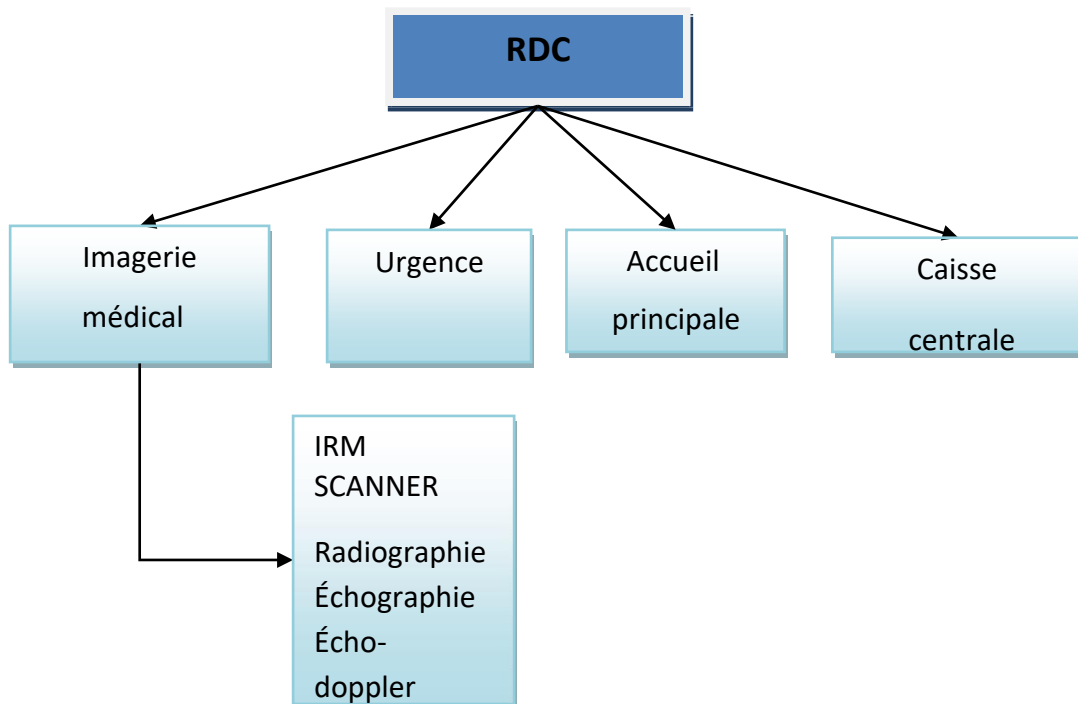 RDC
Imagerie
médical
Urgence
Accueil
principale
Caisse
centrale
IRM
SCANNER
Radiographie
Échographie
Écho-
doppler